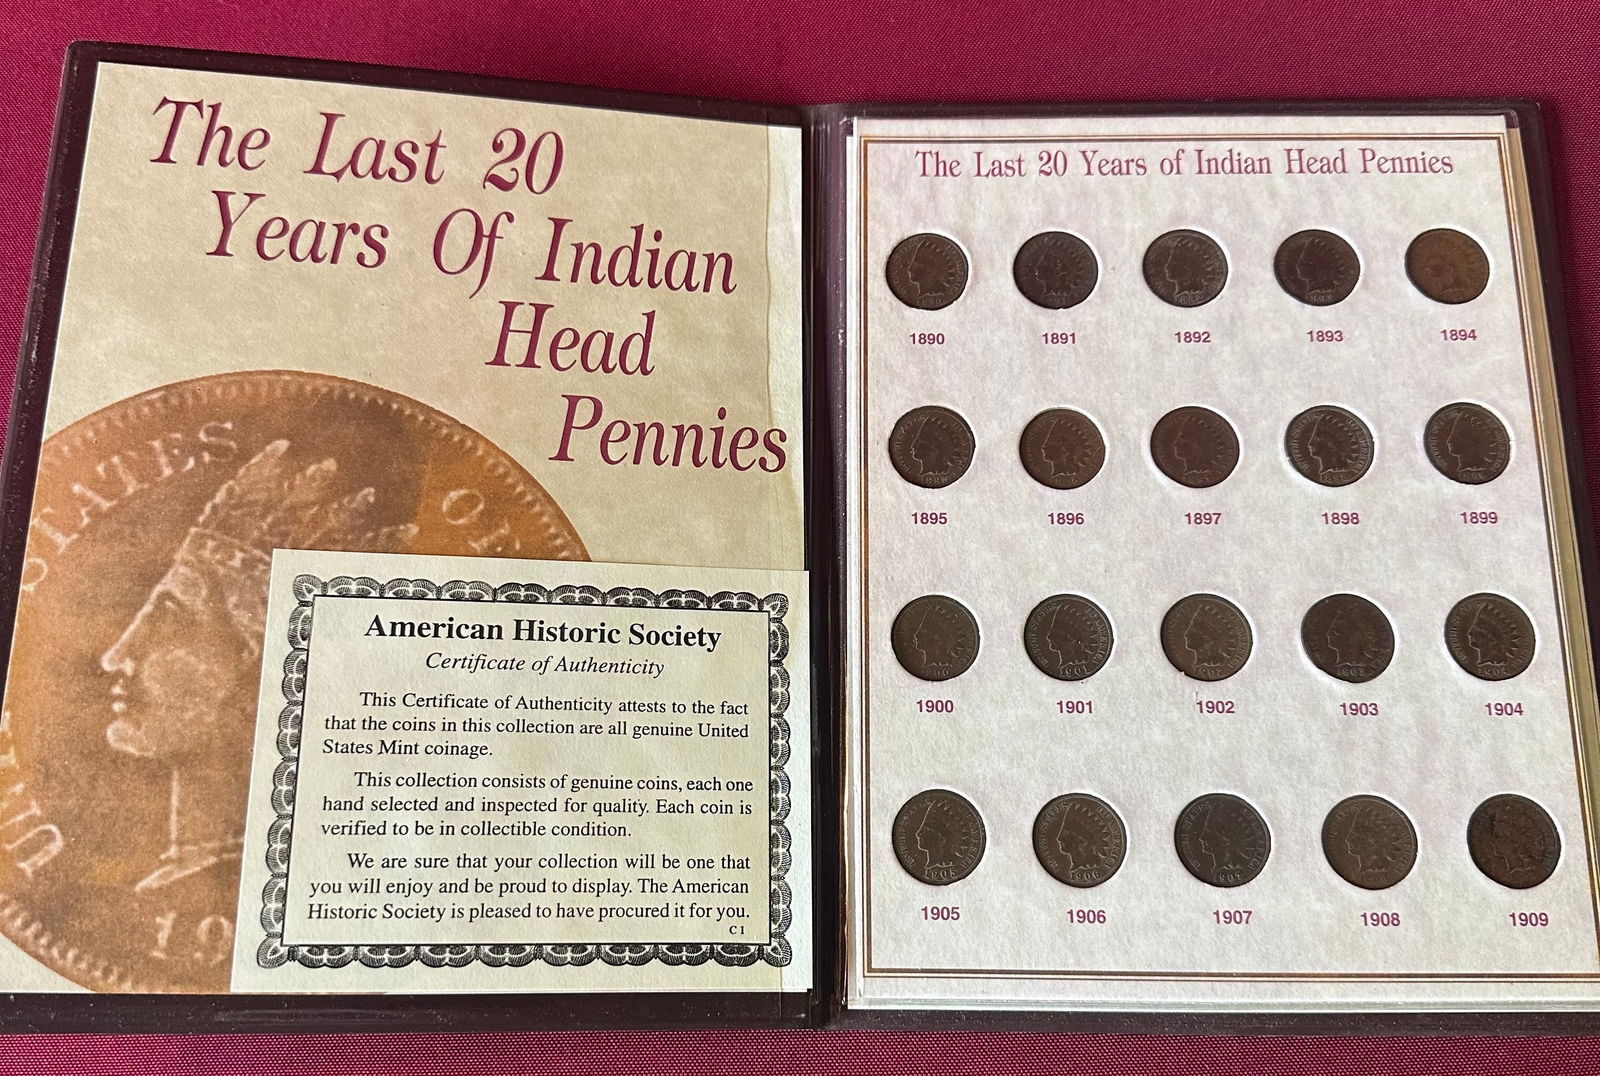 The Last 20
Years Of Indian
Head
Pennies
STATES OF
19
American Historic Society
Certificate of Authenticity
This Certificate of Authenticity attests to the fact
that the coins in this collection are all genuine United
States Mint coinage.
This collection consists of genuine coins, each one
hand selected and inspected for quality. Each coin is
verified to be in collectible condition.
We are sure that your collection will be one that
you will enjoy and be proud to display. The American
Historic Society is pleased to have procured it for you.
C1
The Last 20 Years of Indian Head Pennies
1890 1891 1892 1893 1894
1895 1896 1897 1898 1899
1900 1901 1902 1903 1904
1905 1906 1907 1908 1909